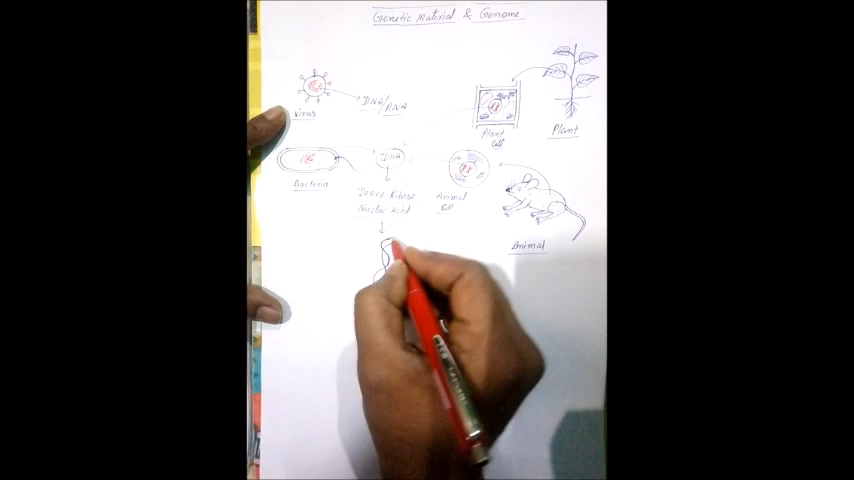 Genetic Material & Genome
Virus
DNA/RNA
Plant
Cell
Plant
Bacteria
DNA
Deoxy Ribose
Nucleic Acid
Animal
Cell
Animal